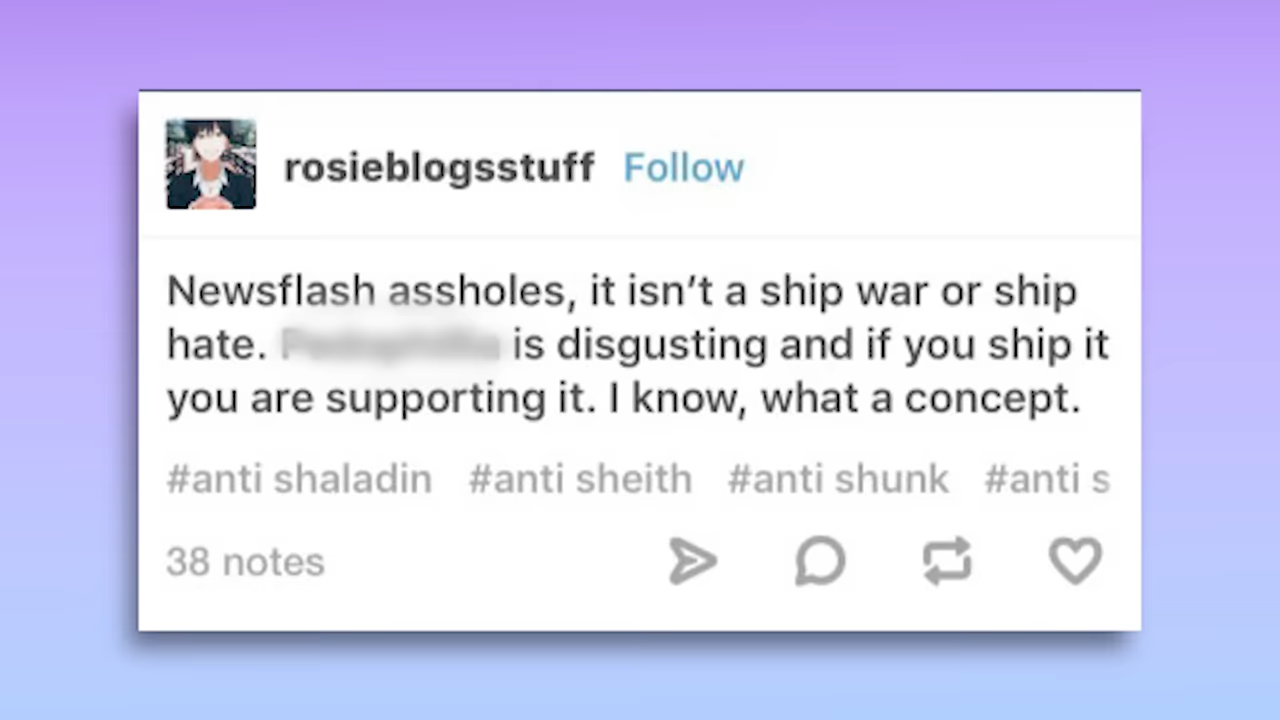 rosieblogsstuff Follow
Newsflash assholes, it isn't a ship war or ship
hate. is disgusting and if you ship it
you are supporting it. I know, what a concept.
#anti shaladin #anti sheith #anti shunk #anti s
38 notes